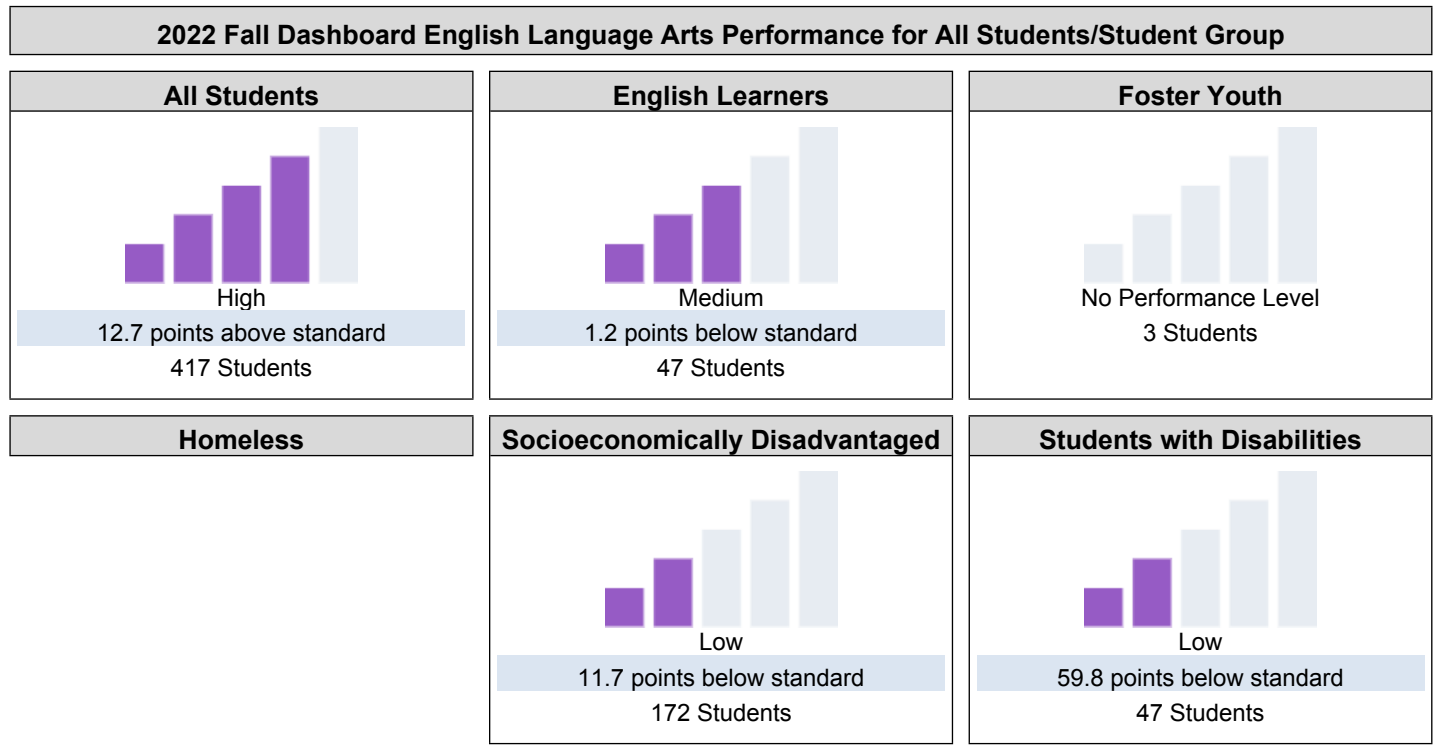 2022 Fall Dashboard English Language Arts Performance for All Students/Student Group
All Students
High
12.7 points above standard
417 Students
English Learners
Medium
1.2 points below standard
47 Students
Foster Youth
No Performance Level
3 Students
Homeless
Socioeconomically Disadvantaged
Low
11.7 points below standard
172 Students
Students with Disabilities
Low
59.8 points below standard
47 Students